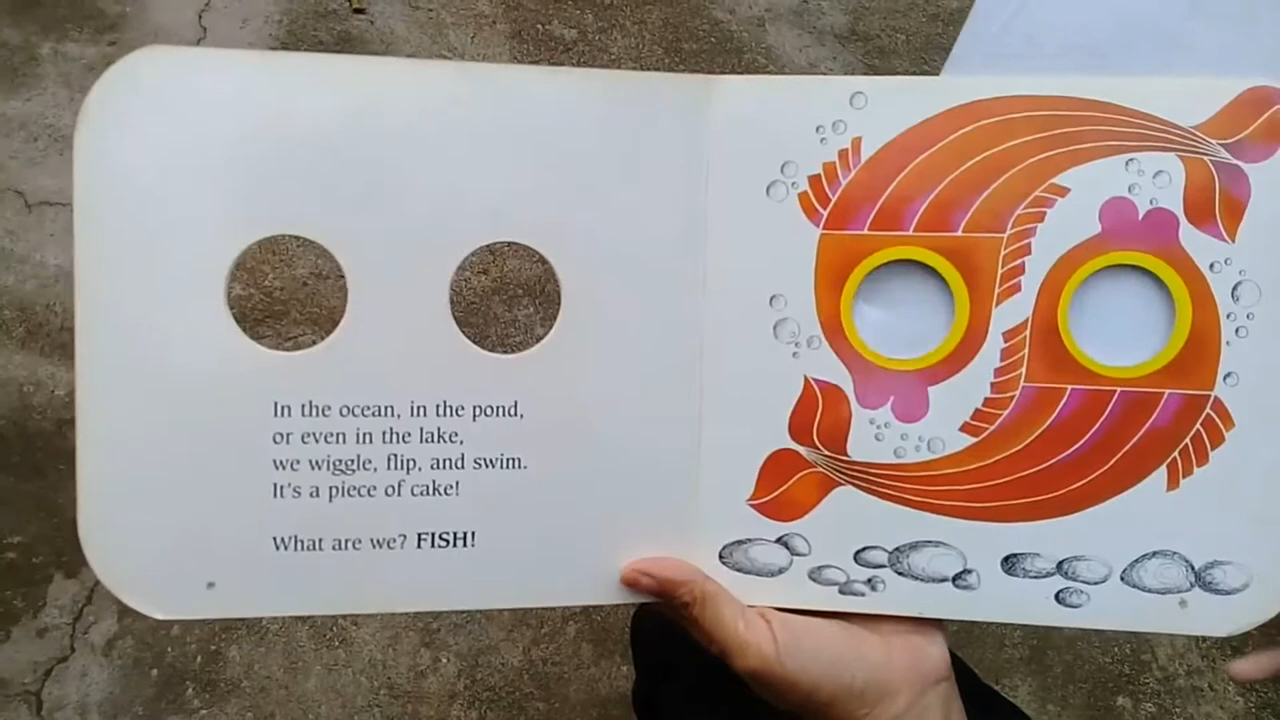 In the ocean, in the pond,
or even in the lake,
we wiggle, flip, and swim.
It's a piece of cake!
What are we? FISH!